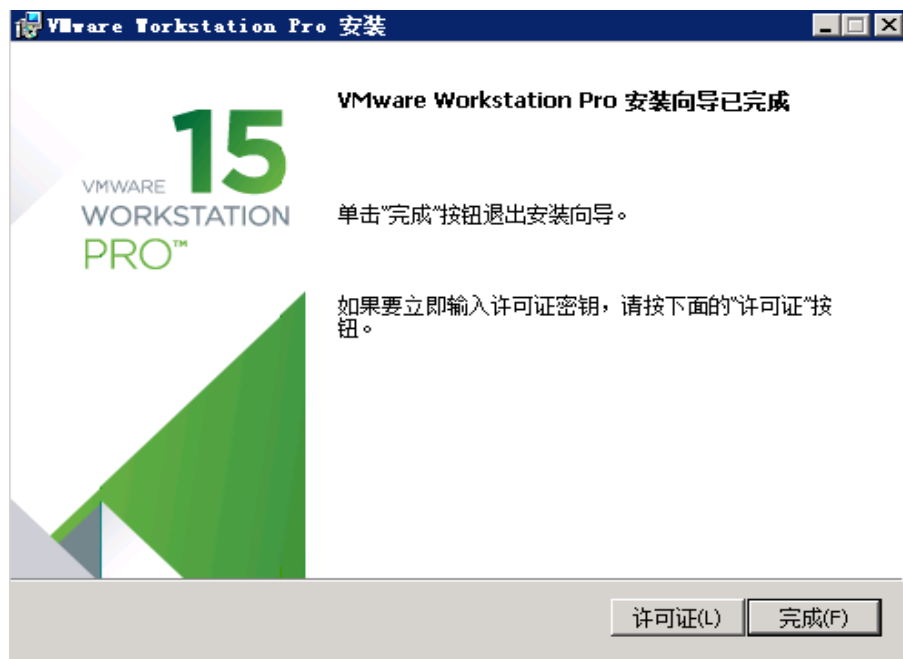 VMware Workstation Pro 安装
VMware Workstation Pro 安装向导已完成
15
VMWARE
WORKSTATION
PRO™
单击"完成"按钮退出安装向导。
如果要立即输入许可证密钥，请按下面的"许可证"按
钮。
许可证(L)
完成(F)